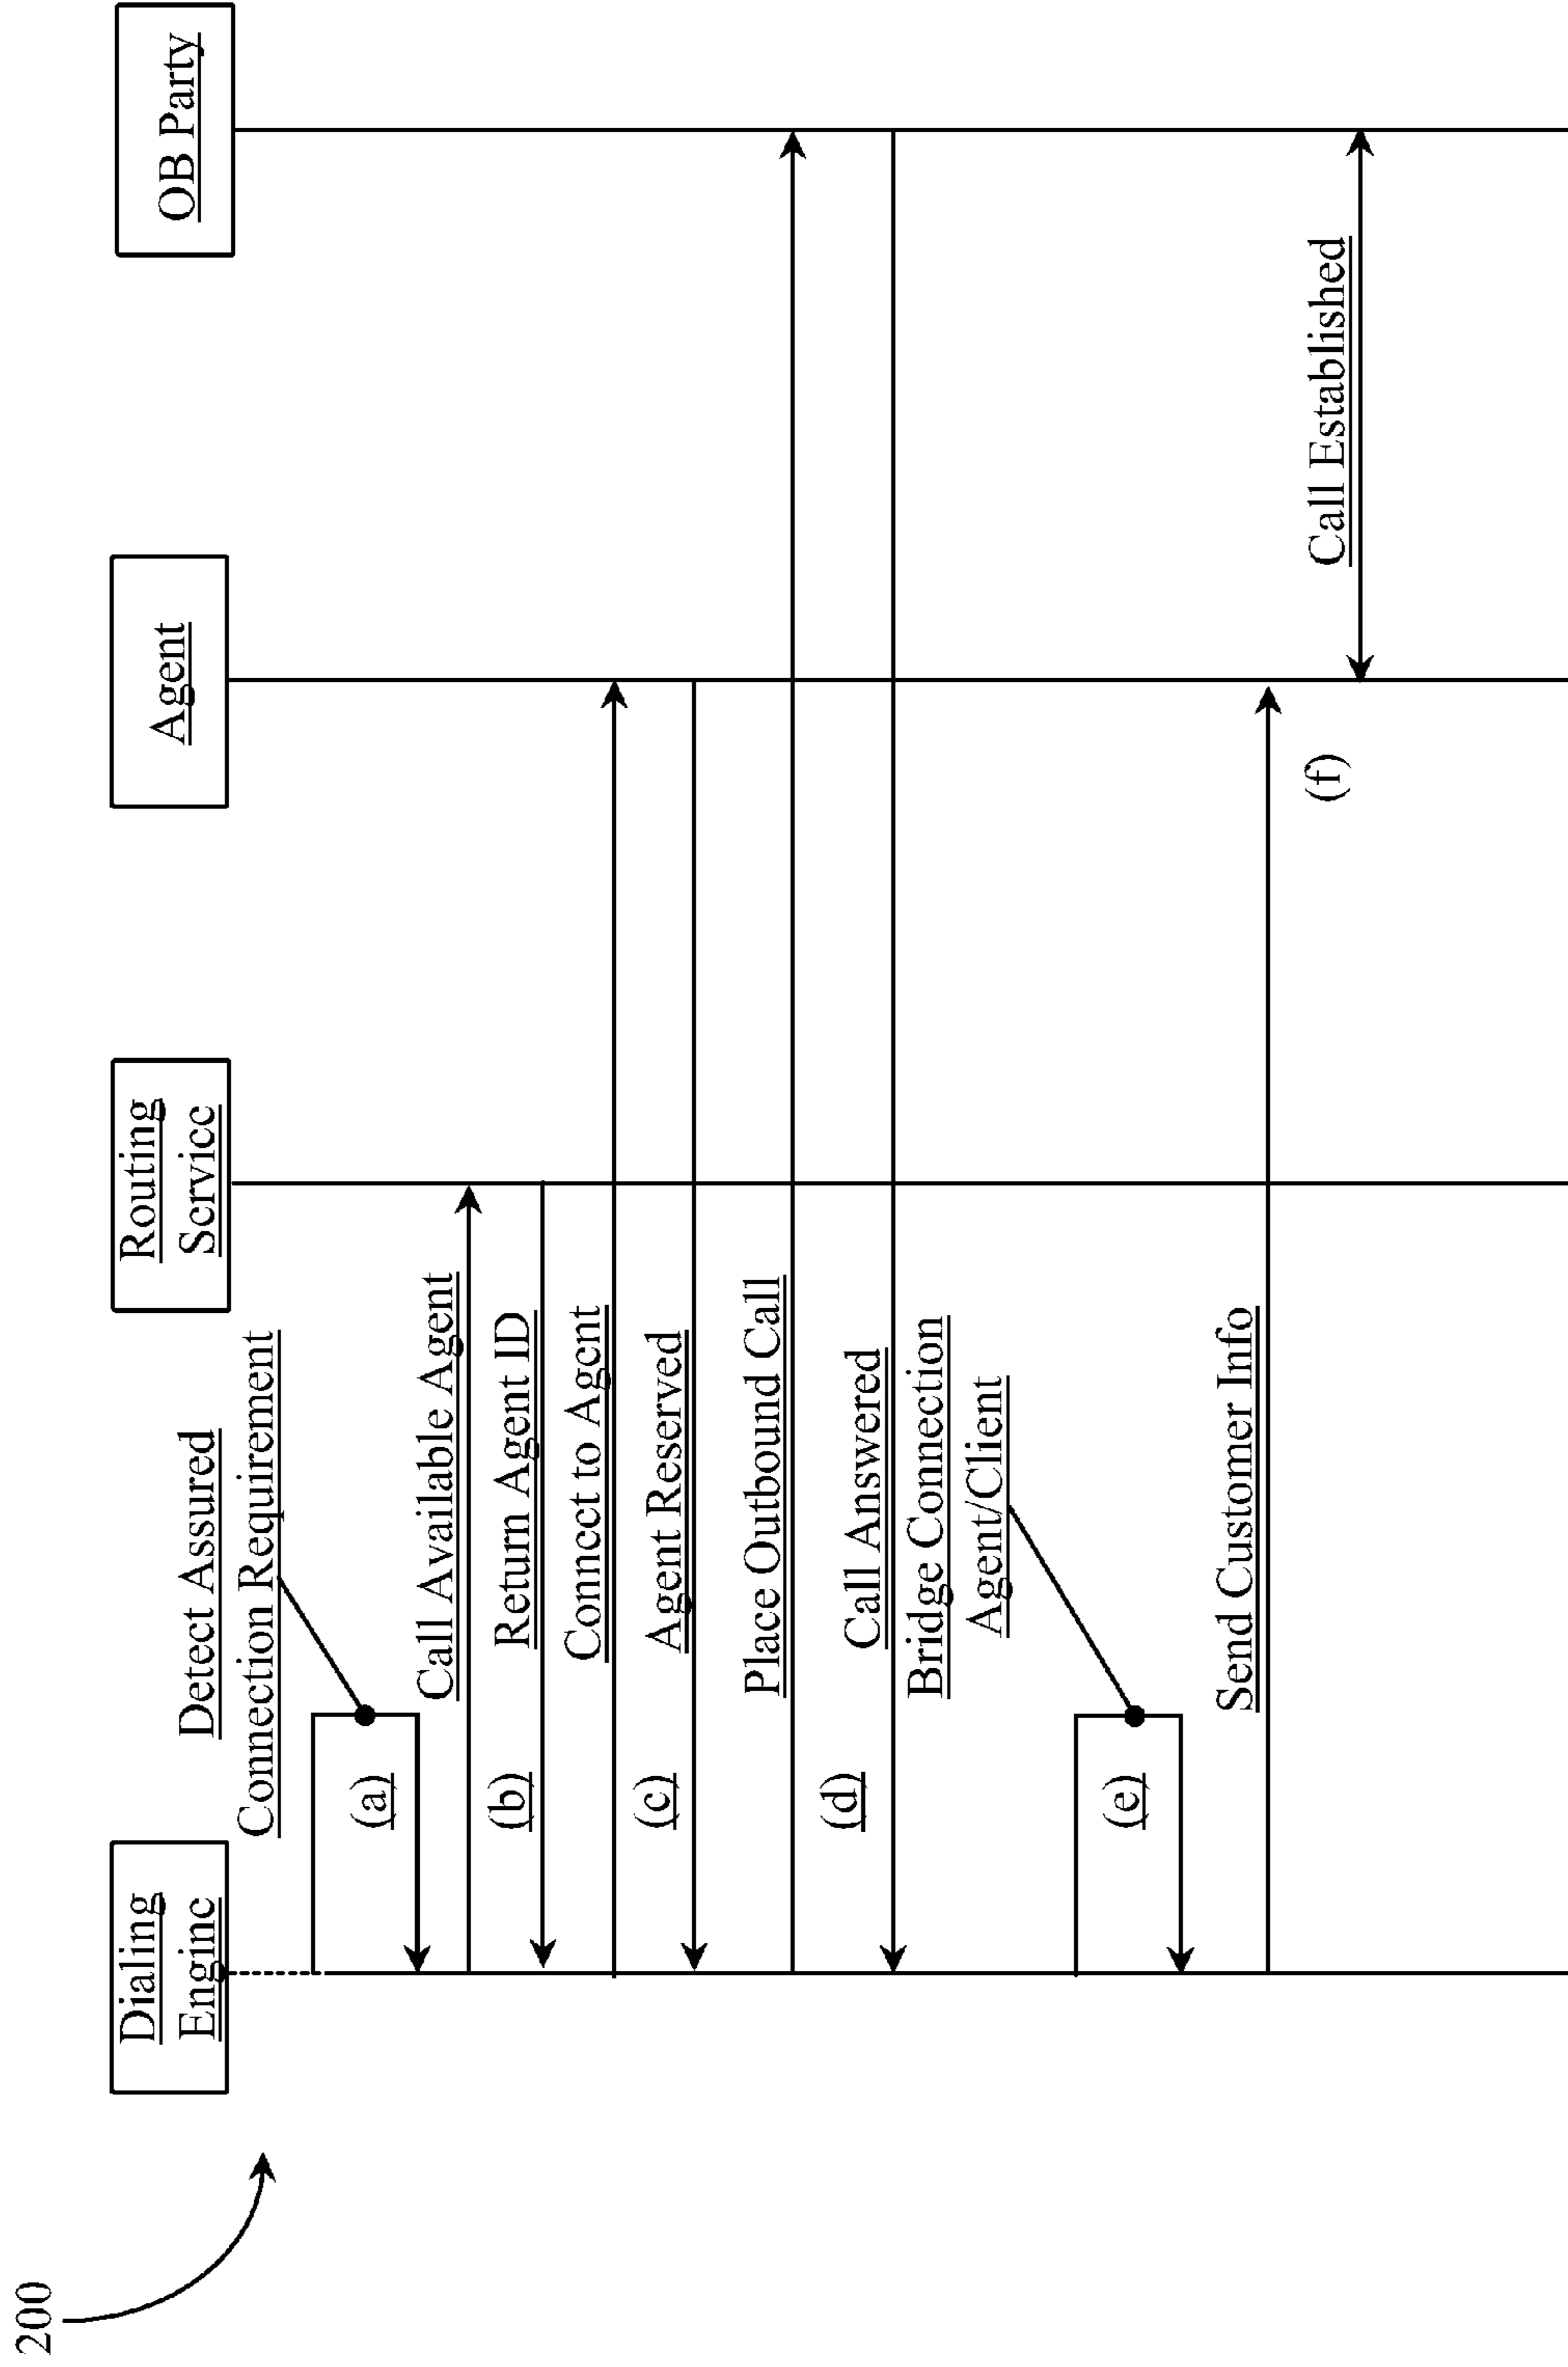 200
Dialing
Engine
Routing
Service
Agent
OB Party
Detect Assured
Connection Requirement
(a)
Call Available Agent
(b)
Return Agent ID
Connect to Agent
(c)
Agent Reserved
Place Outbound Call
(d)
Call Answered
Bridge Connection
Agent/Client
(e)
Send Customer Info
(f)
Call Established